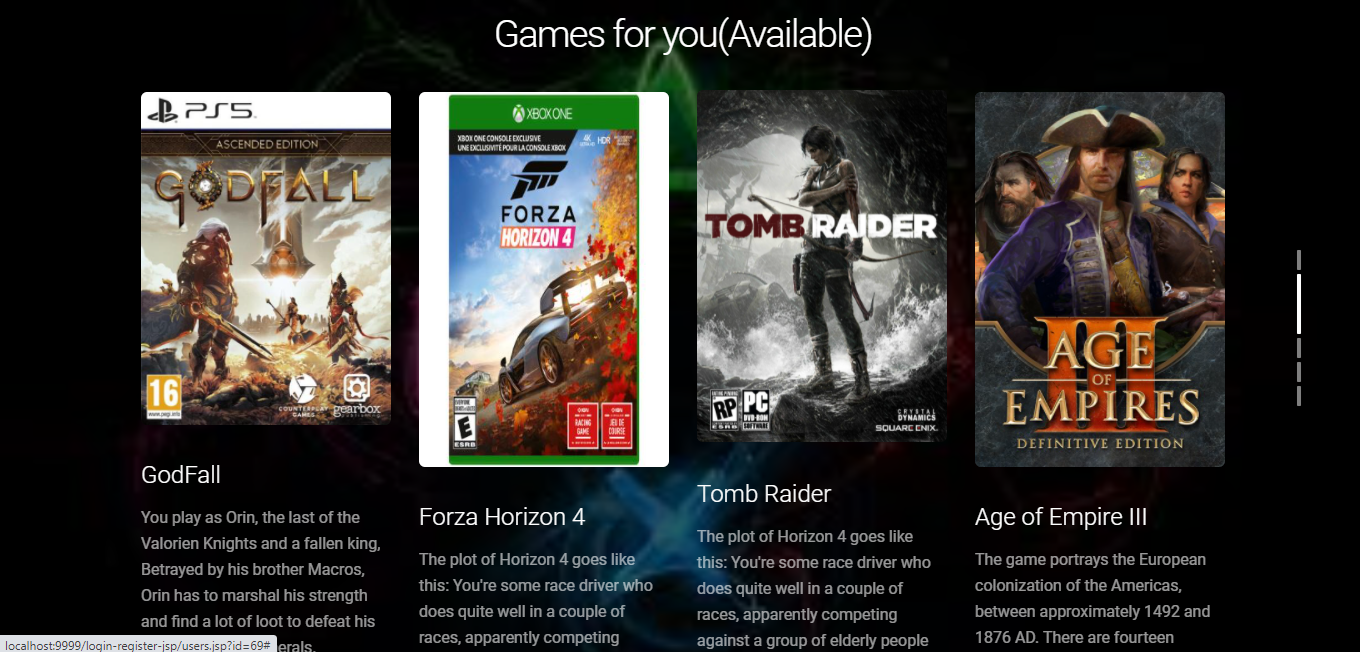 Games for you(Available)
PS5
ASCENDED EDITION
GODFALL
16
www.pegi.info
COUNTERPLAY
GAMES
gearbox
PUBLISHING
GodFall
You play as Orin, the last of the
Valorien Knights and a fallen king,
Betrayed by his brother Macros,
Orin has to marshal his strength
and find a lot of loot to defeat his
erals.
XBOX ONE
XBOX ONE CONSOLE EXCLUSIVE
UNE EXCLUSIVITÉ POUR LA CONSOLE XBOX
4K
HDR
FORZA
HORIZON 4
EVERYONE
E
ESRB
RACING
GAME
JEU DE
COURSE
Forza Horizon 4
The plot of Horizon 4 goes like
this: You're some race driver who
does quite well in a couple of
races, apparently competing
TOMB RAIDER
RATING PENDING
RP
ESRB
PC
DVD-ROM
SOFTWARE
CRYSTAL
DYNAMICS
SQUARE ENIX.
Tomb Raider
The plot of Horizon 4 goes like
this: You're some race driver who
does quite well in a couple of
races, apparently competing
against a group of elderly people
AGE
OF
EMPIRES
III
DEFINITIVE EDITION
Age of Empire III
The game portrays the European
colonization of the Americas,
between approximately 1492 and
1876 AD. There are fourteen
localhost:9999/login-register-jsp/users.jsp?id=69#